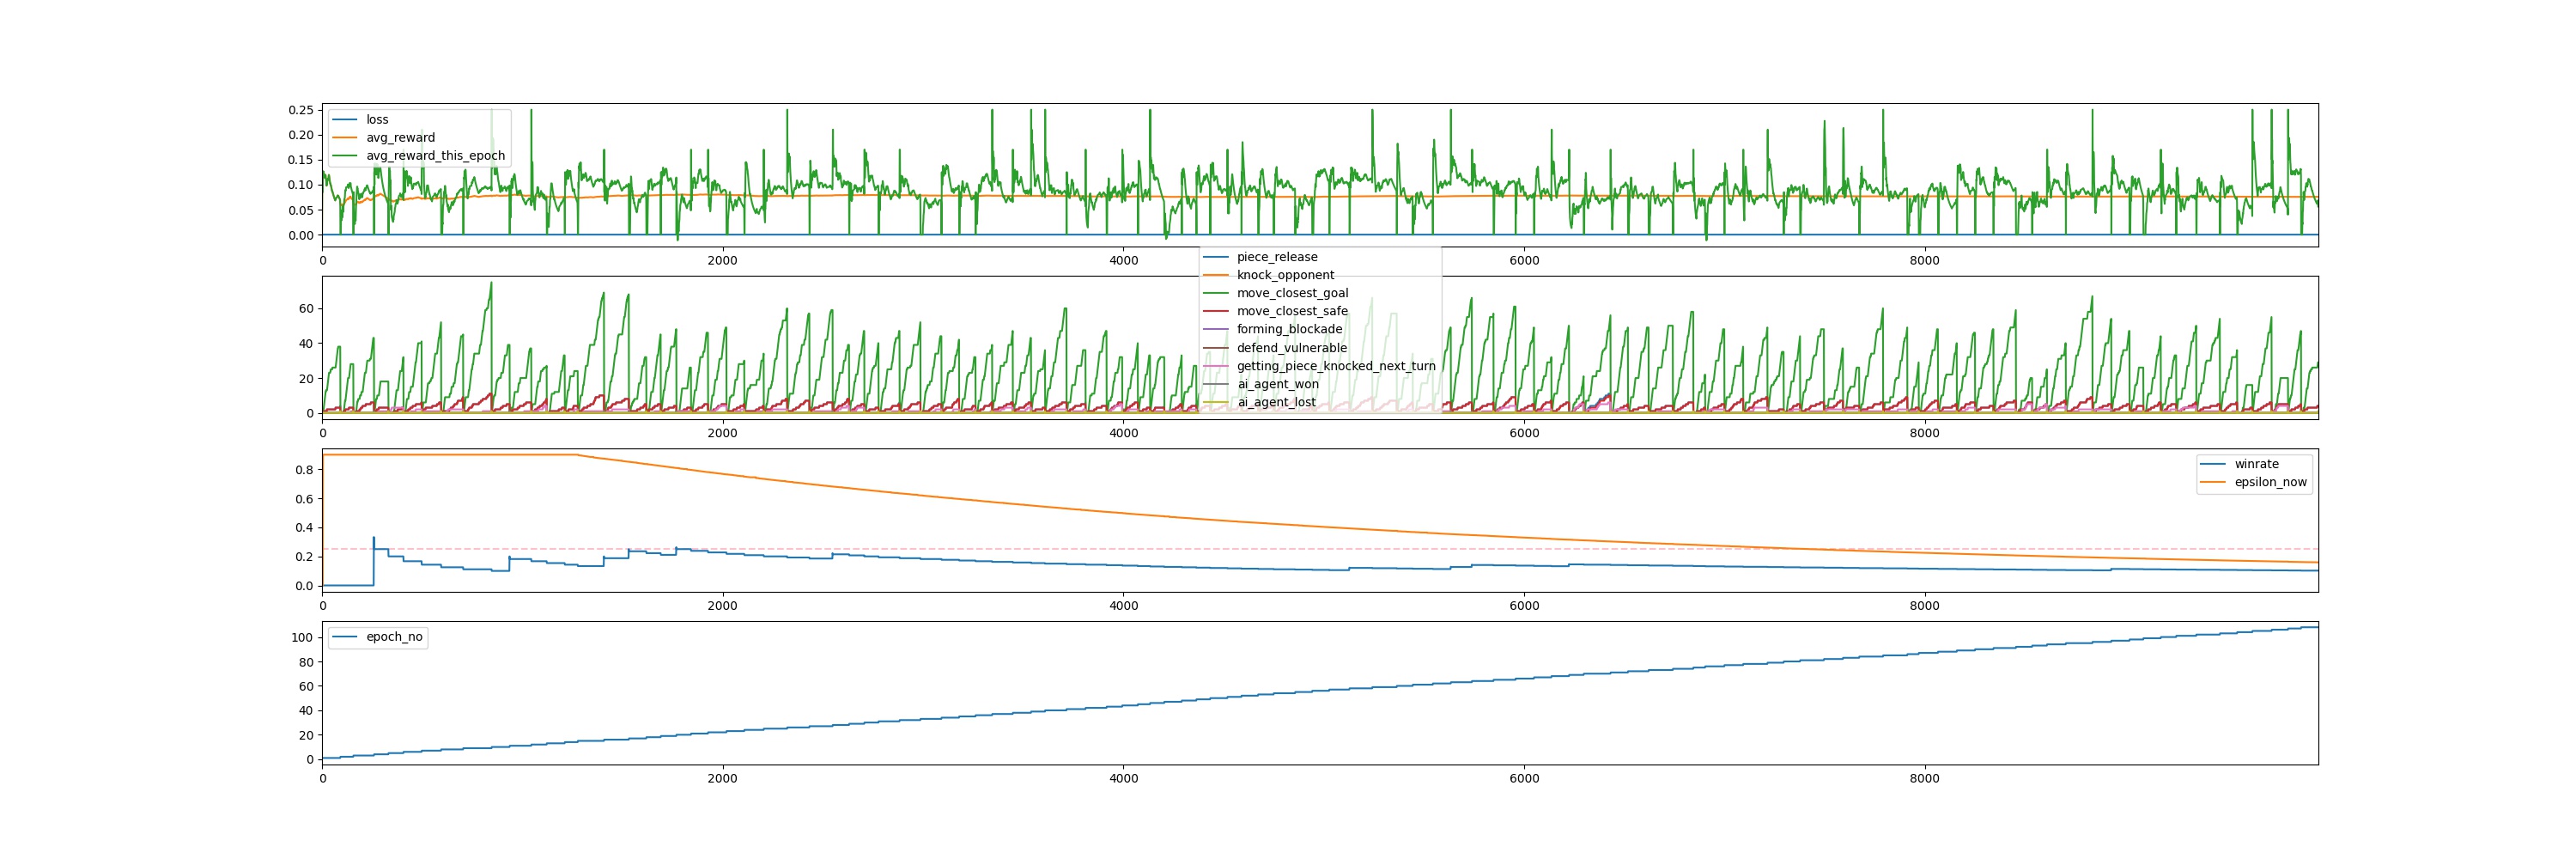 0.25
0.20
0.15
0.10
0.05
0.00
loss
avg_reward
avg_reward_this_epoch
0 2000 4000 6000 8000
60
40
20
0
piece_release
knock_opponent
move_closest_goal
move_closest_safe
forming_blockade
defend_vulnerable
getting_piece_knocked_next_turn
ai_agent_won
ai_agent_lost
0 2000 4000 6000 8000
0.8
0.6
0.4
0.2
0.0
winrate
epsilon_now
0 2000 4000 6000 8000
100
80
60
40
20
0
epoch_no
0 2000 4000 6000 8000